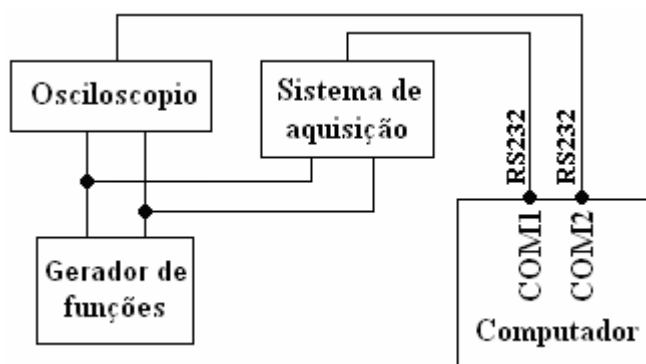 Osciloscopio
Sistema de
aquisição
Gerador de
funções
RS232
RS232
COM1
COM2
Computador